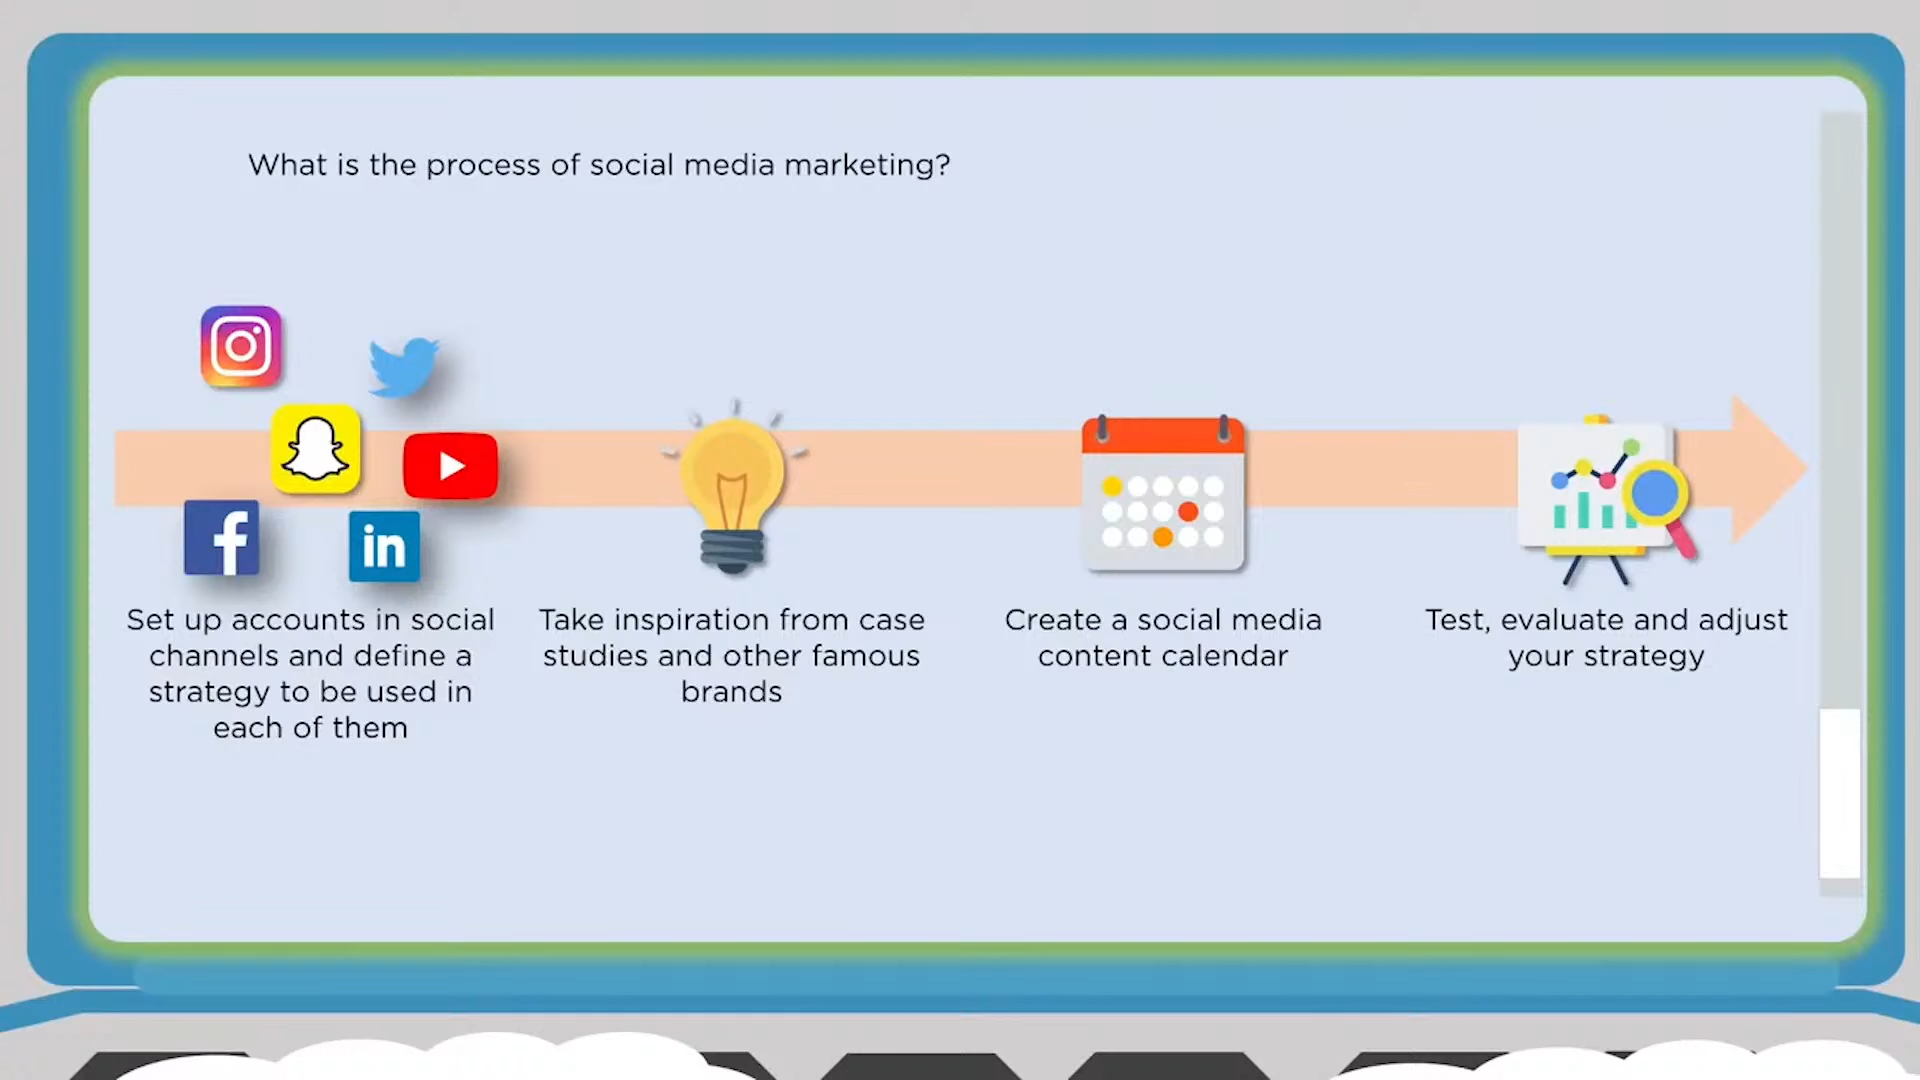 What is the process of social media marketing?
in
Set up accounts in social
channels and define a
strategy to be used in
each of them
Take inspiration from case
studies and other famous
brands
Create a social media
content calendar
Test, evaluate and adjust
your strategy